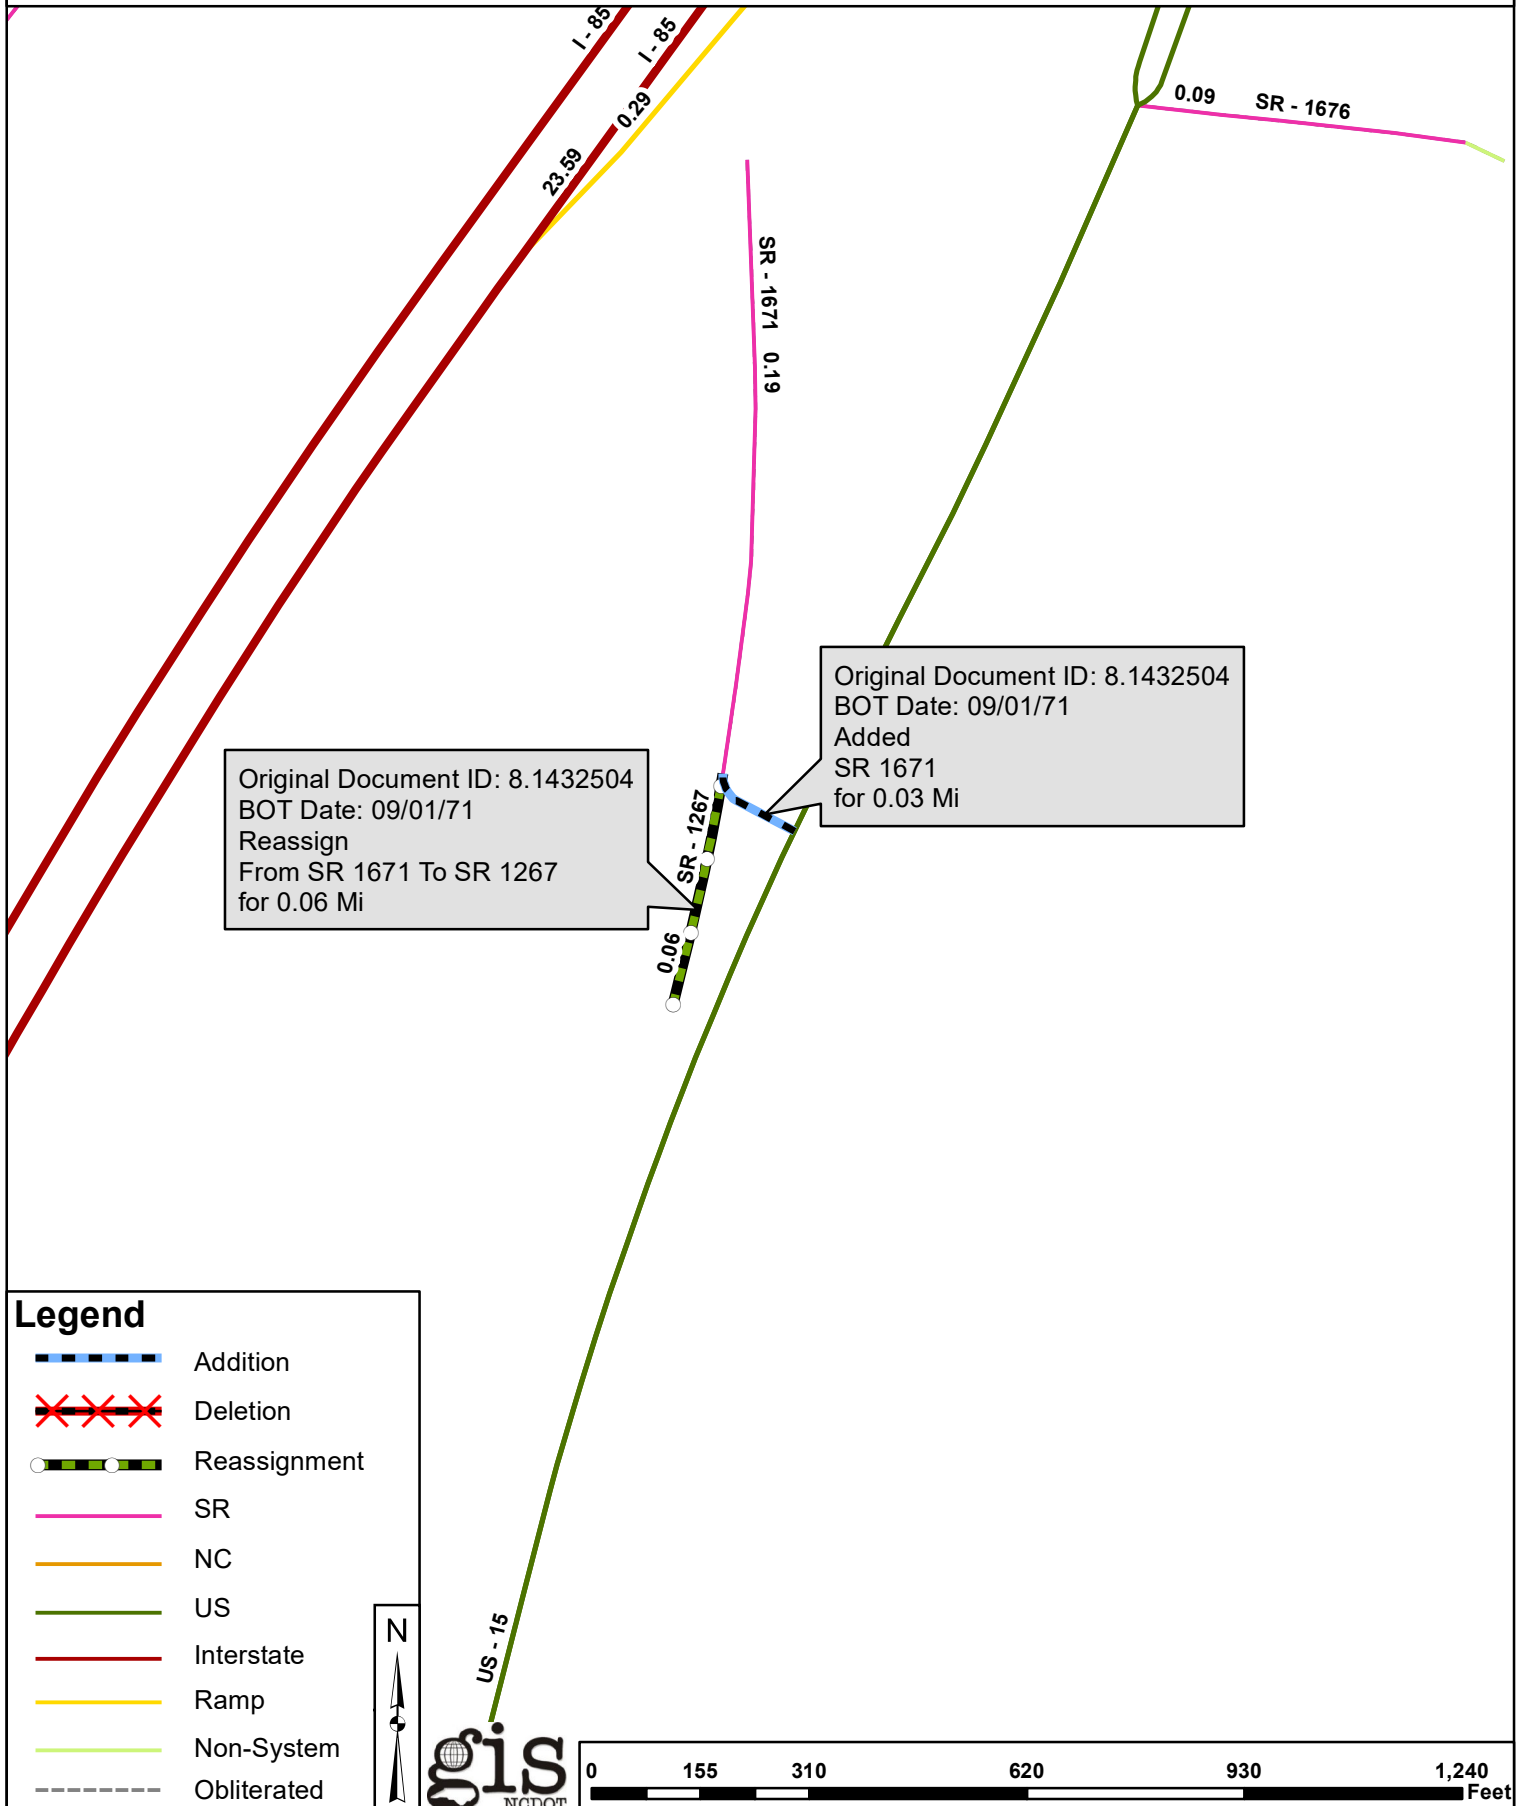 I - 85
I - 85
0.29
23.59
0.09 SR - 1676
SR - 1671 0.19
Original Document ID: 8.1432504
BOT Date: 09/01/71
Added
SR 1671
for 0.03 Mi
Original Document ID: 8.1432504
BOT Date: 09/01/71
Reassign
From SR 1671 To SR 1267
for 0.06 Mi
SR - 1267
0.06
US - 15
Legend
Addition
Deletion
Reassignment
SR
NC
US
Interstate
Ramp
Non-System
Obliterated
N
gis
NCDOT
0 155 310 620 930 1,240
Feet